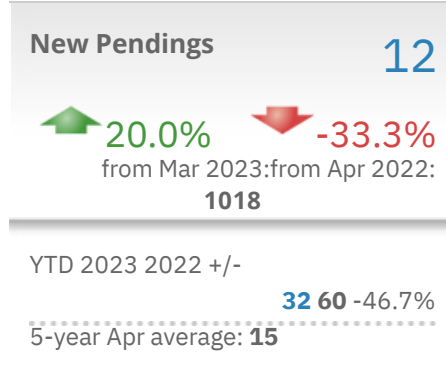 New Pendings
12
20.0% -33.3%
from Mar 2023:from Apr 2022:
1018
YTD 2023 2022 +/-
32 60 -46.7%
5-year Apr average: 15